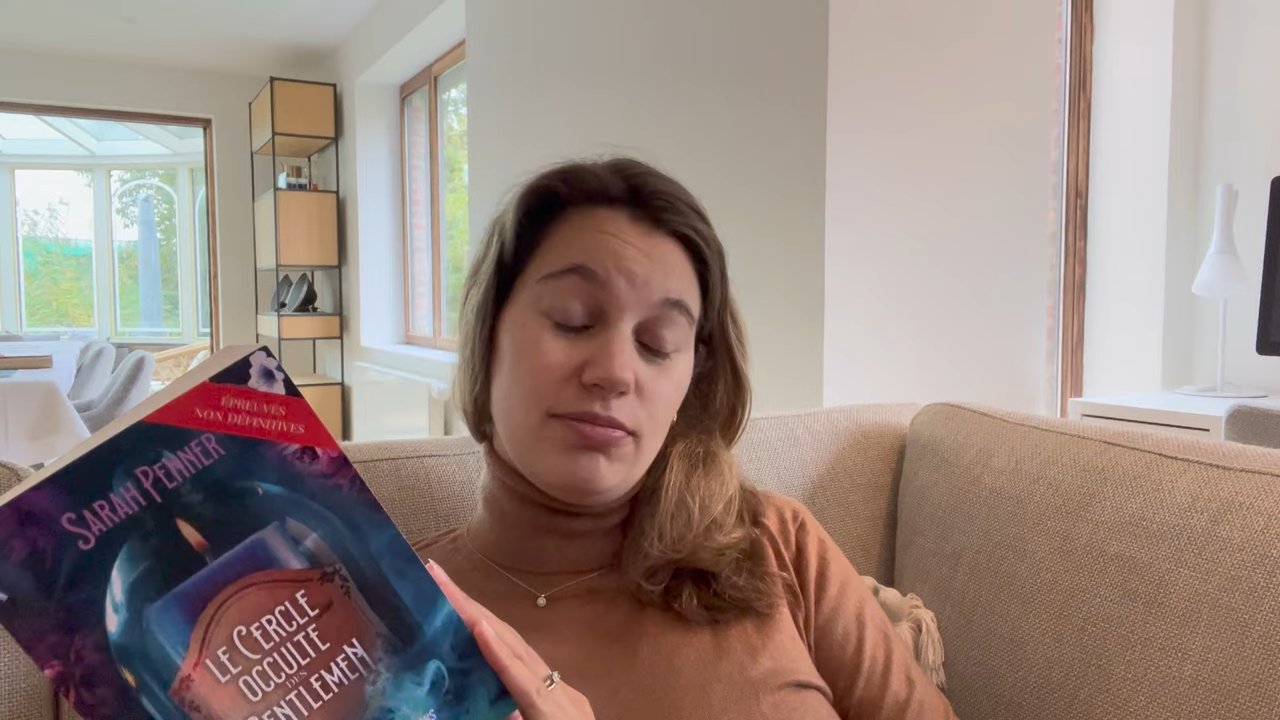 ÉPREUVES
NON DÉFINITIVES
SARAH PENNER
LE CERCLE
OCCULTE
DES
GENTLEMEN